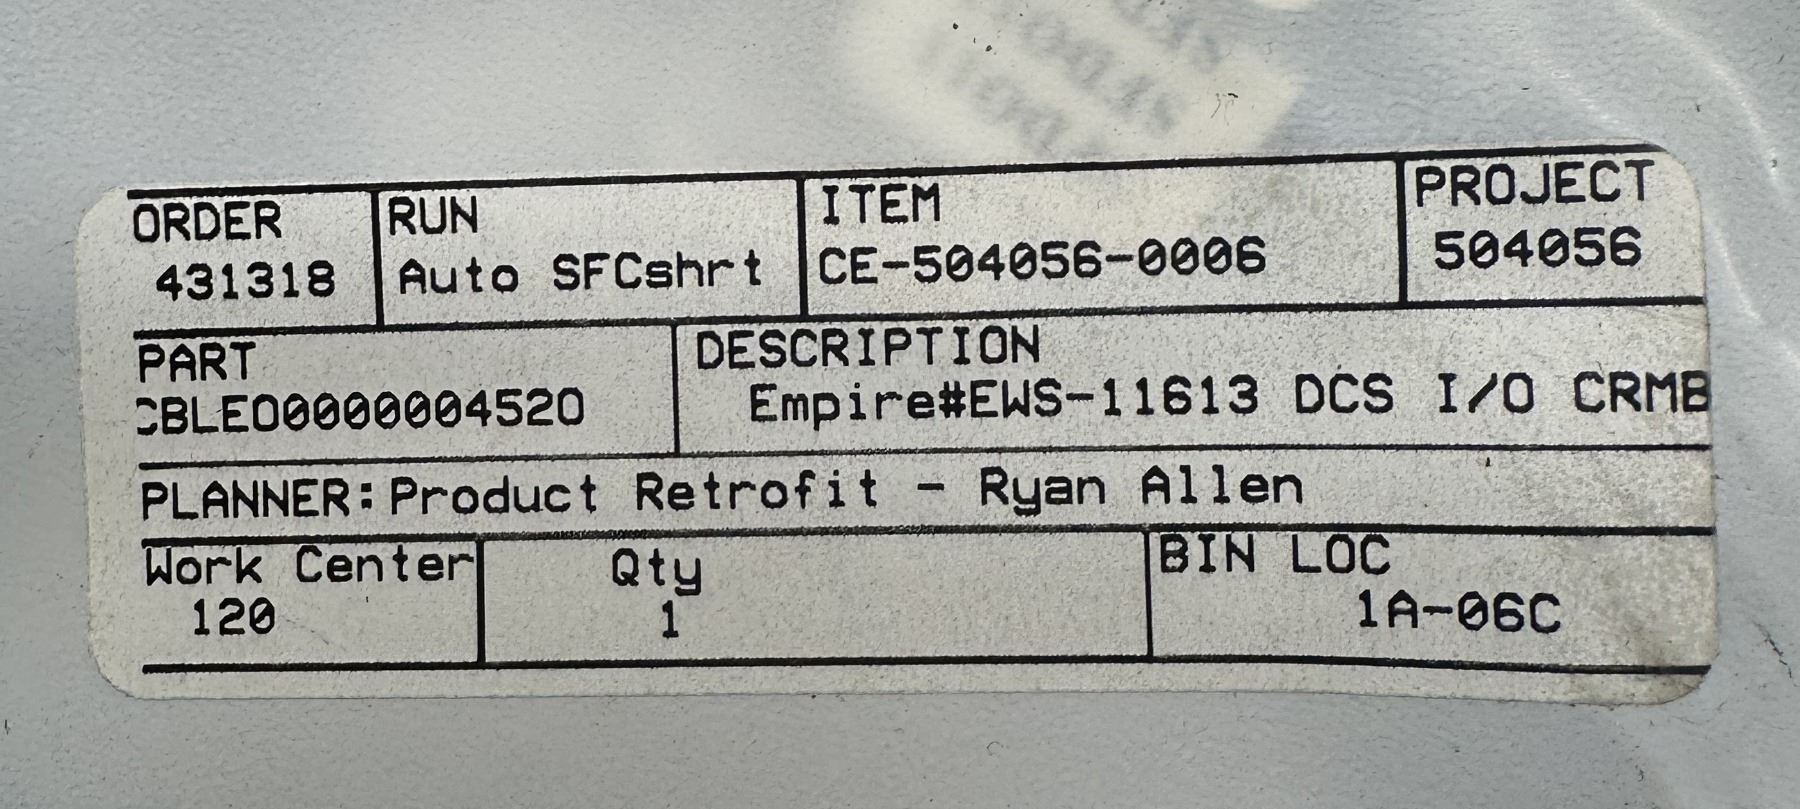 ORDER RUN ITEM PROJECT
431318 Auto SFCshrt CE-504056-0006 504056
PART DESCRIPTION
CBLEO0000004520 Empire#EWS-11613 DCS I/O CRMB
PLANNER: Product Retrofit - Ryan Allen
Work Center Qty BIN LOC
120 1 1A-06C